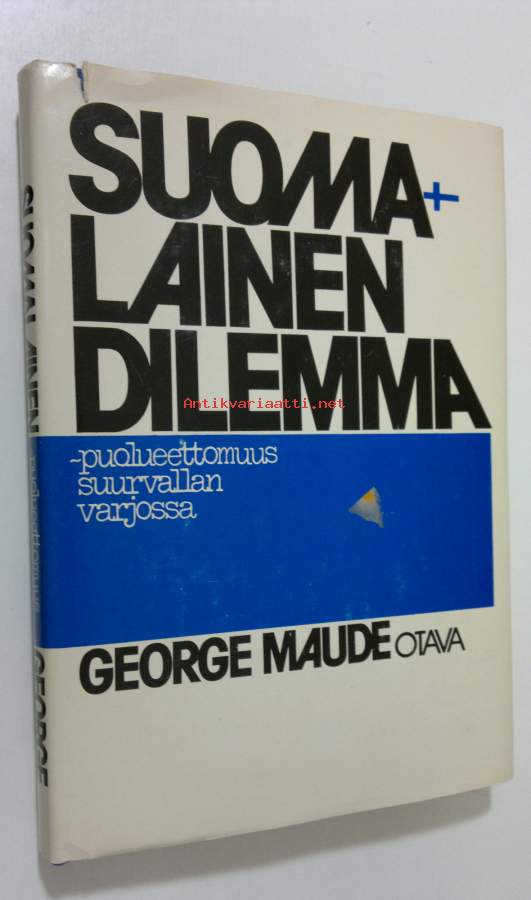 SUOMA+
LAINEN
DILEMMA
Antikvariaatti.net
~puolueettomuus
suurvallan
varjossa
GEORGE MAUDE OTAVA
SUOMALAINEN puolueettomuus GEORGE